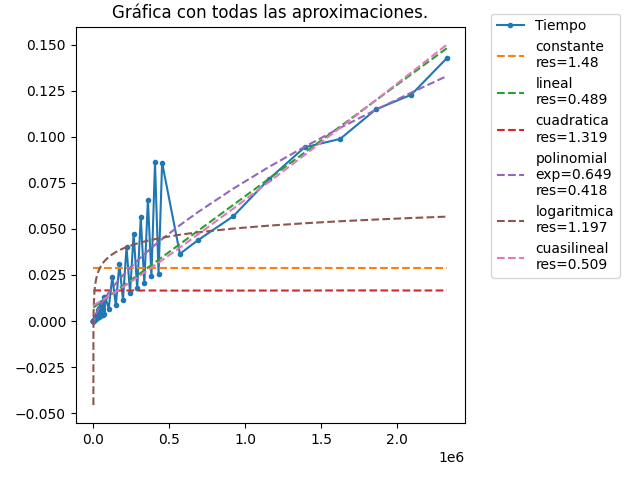 Gráfica con todas las aproximaciones.
0.150
0.125
0.100
0.075
0.050
0.025
0.000
−0.025
−0.050
0.0
0.5
1.0
1.5
2.0
1e6
Tiempo
constante
res=1.48
lineal
res=0.489
cuadratica
res=1.319
polinomial
exp=0.649
res=0.418
logaritmica
res=1.197
cuasilineal
res=0.509